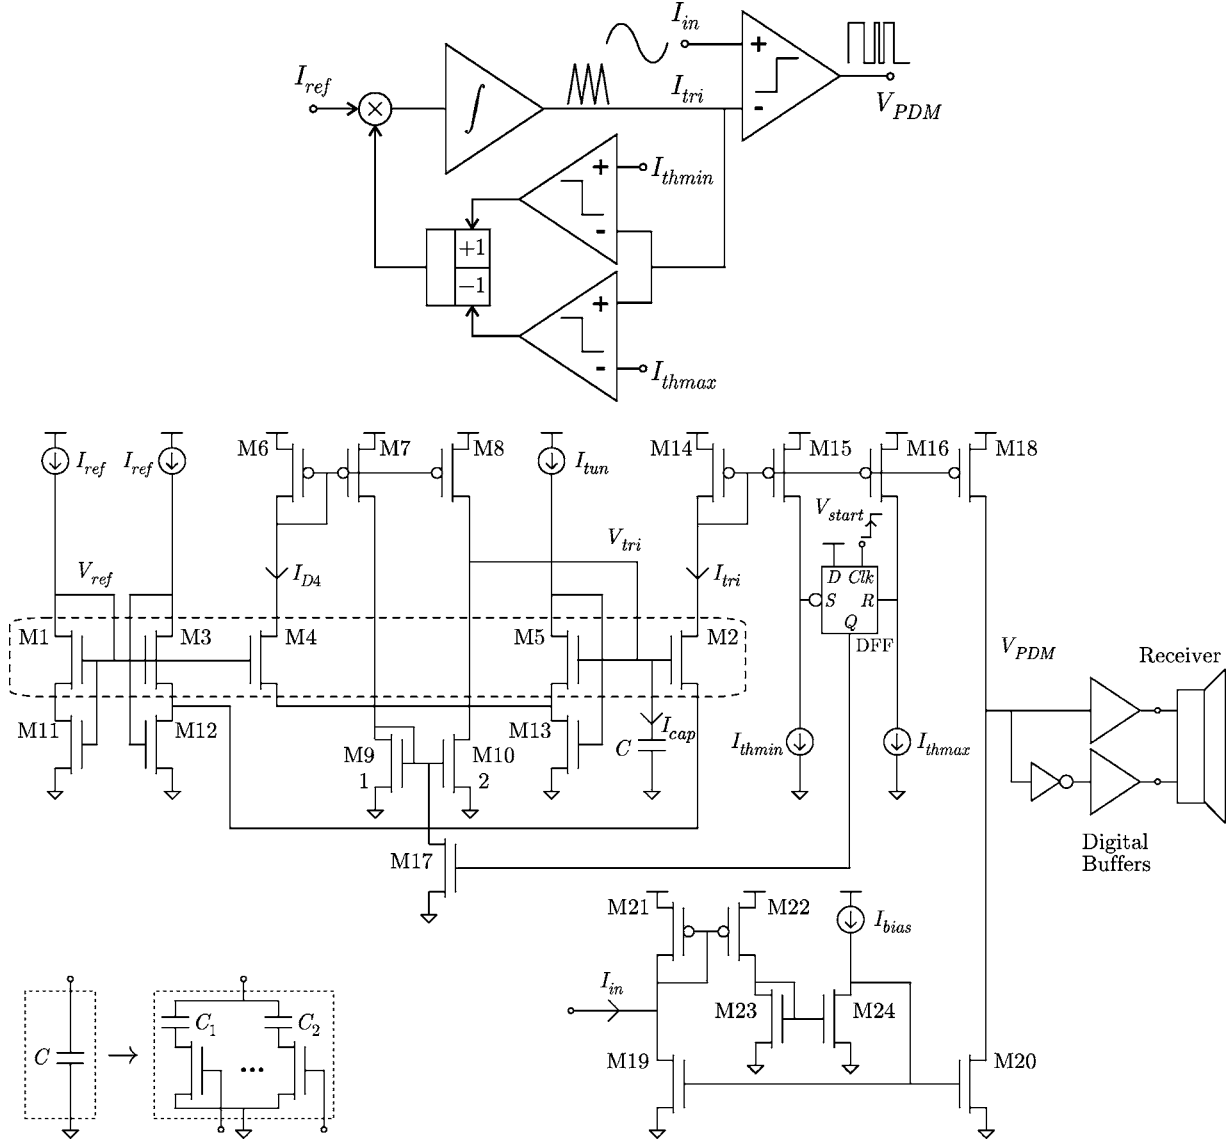 I_in
+
I_ref
×
∫
I_tri
-
V_PDM
+
I_thmin
-
+1
-1
+
-
I_thmax
I_ref
I_ref
M6
M7
M8
I_tun
M14
M15
M16
M18
V_start
V_ref
I_D4
V_tri
I_tri
D Clk
S R
Q
DFF
M1
M3
M4
M5
M2
V_PDM
Receiver
M11
M12
M9
1
M10
2
M13
C
I_cap
I_thmin
I_thmax
Digital
Buffers
M17
M21
M22
I_bias
I_in
M23
M24
M19
M20
C
C_1
C_2
...